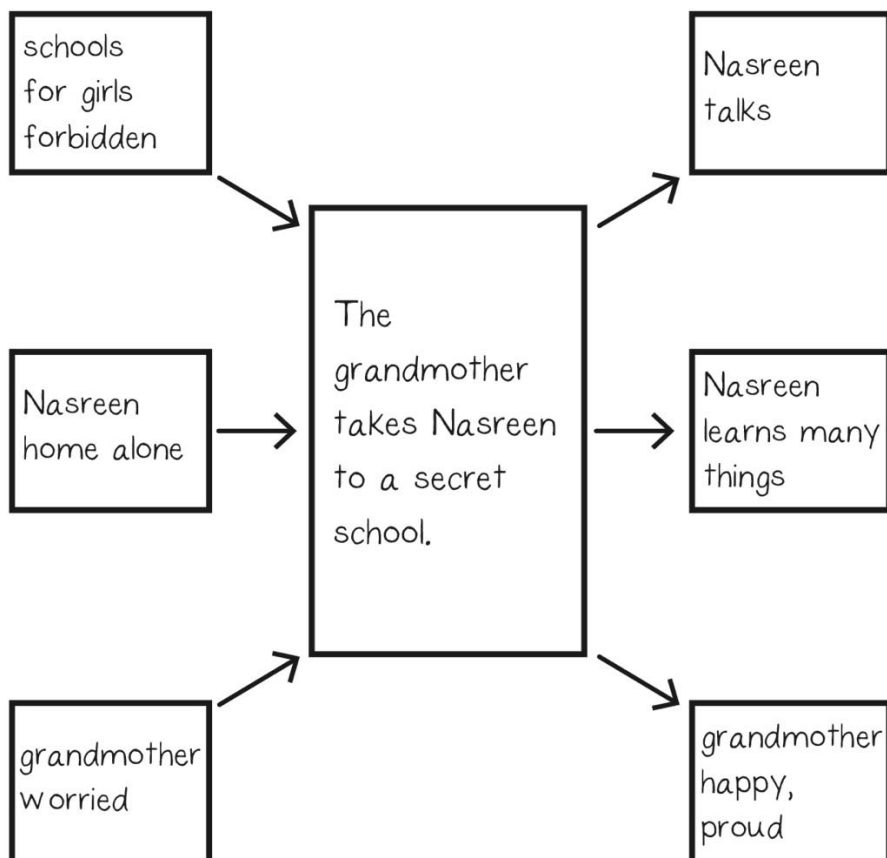 schools
for girls
forbidden
Nasreen
home alone
grandmother
worried
The
grandmother
takes Nasreen
to a secret
school.
Nasreen
talks
Nasreen
learns many
things
grandmother
happy,
proud